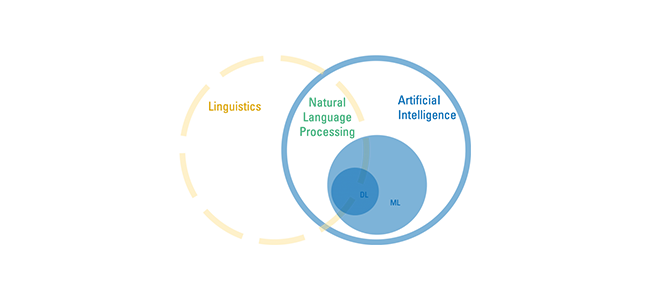 Linguistics
Natural
Language
Processing
Artificial
Intelligence
DL
ML